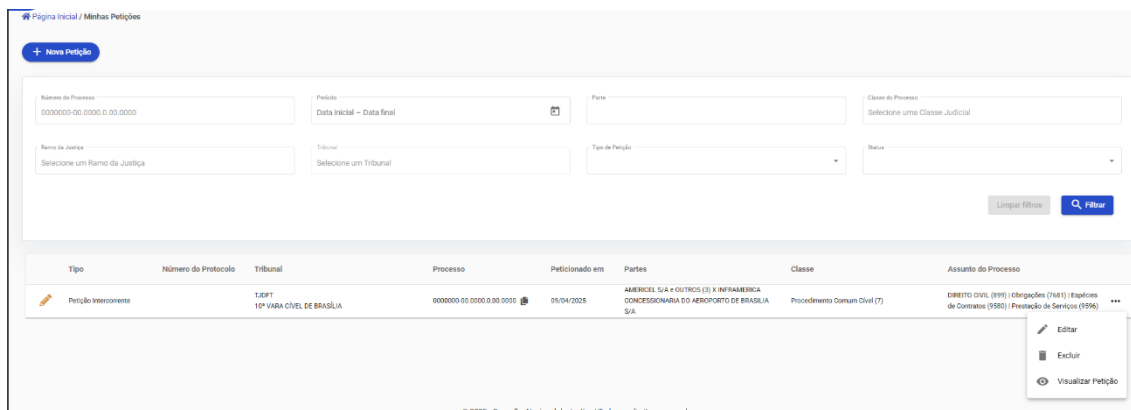 Página Inicial / Minhas Petições
+ Nova Petição
Número do Processo
0000000-00.0000.0.00.0000
Período
Data inicial – Data final
Parte
Classe do Processo
Selecione uma Classe Judicial
Ramo da Justiça
Selecione um Ramo da Justiça
Tribunal
Selecione um Tribunal
Tipo de Petição
Status
Limpar filtros
Filtrar
Tipo Número do Protocolo Tribunal Processo Peticionado em Partes Classe Assunto do Processo
Petição Intercorrente
TJDFT
10ª VARA CÍVEL DE BRASÍLIA
0000000-00.0000.0.00.0000
09/04/2025
AMERICEL S/A e OUTROS (3) X INFRAMERICA
CONCESSIONARIA DO AEROPORTO DE BRASILIA
S/A
Procedimento Comum Cível (7)
DIREITO CIVIL (899) | Obrigações (7681) | Espécies
de Contratos (9580) | Prestação de Serviços (9596)
Editar
Excluir
Visualizar Petição